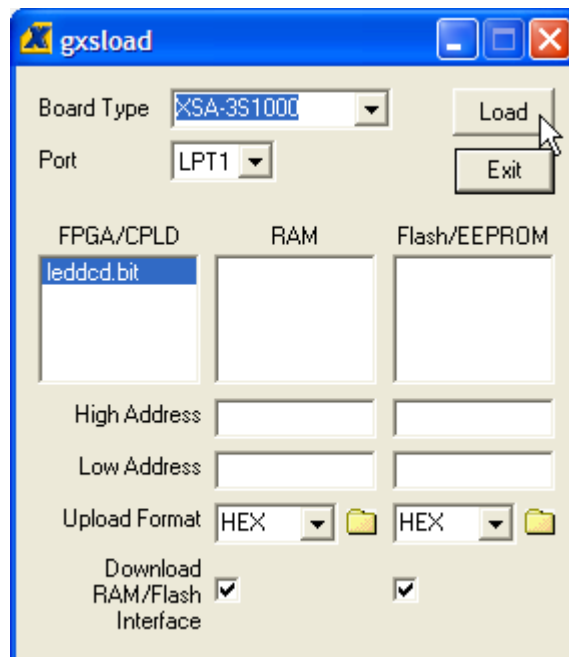 gxsload
Board Type XSA-3S1000 Load
Port LPT1 Exit
FPGA/CPLD RAM Flash/EEPROM
leddcd.bit
High Address
Low Address
Upload Format HEX HEX
Download
RAM/Flash
Interface